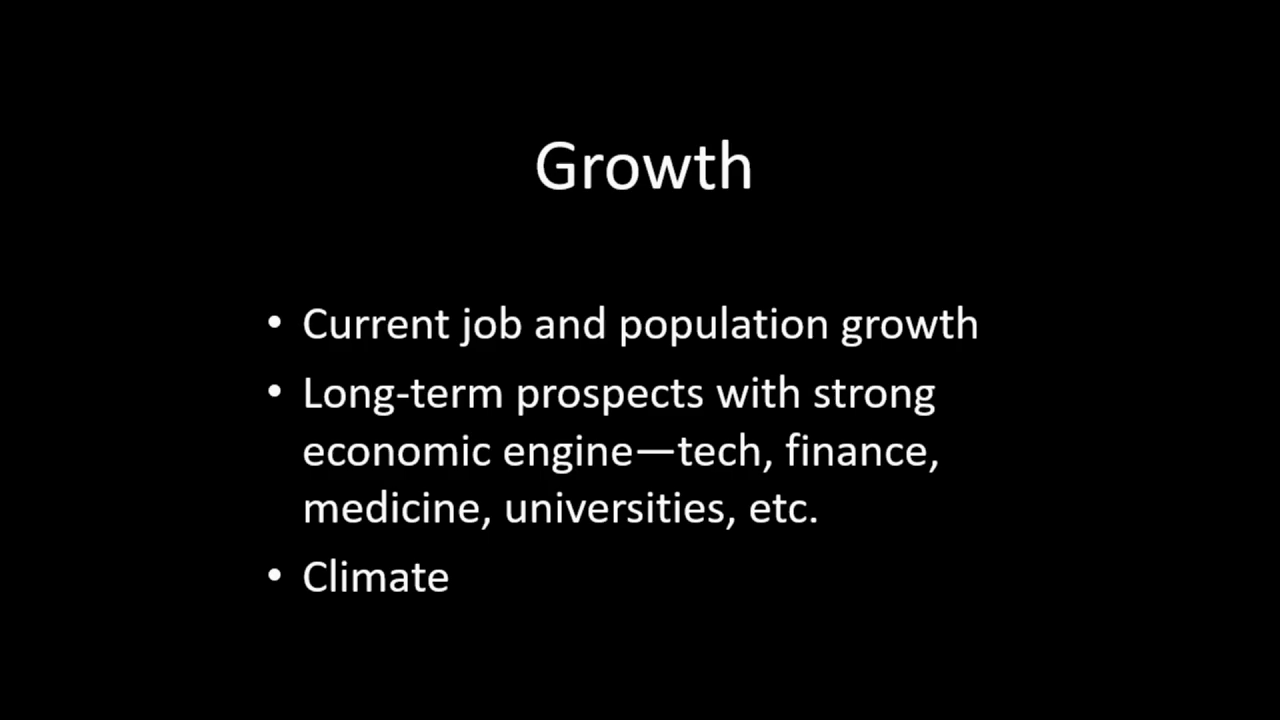 Growth
• Current job and population growth
• Long-term prospects with strong
economic engine—tech, finance,
medicine, universities, etc.
• Climate